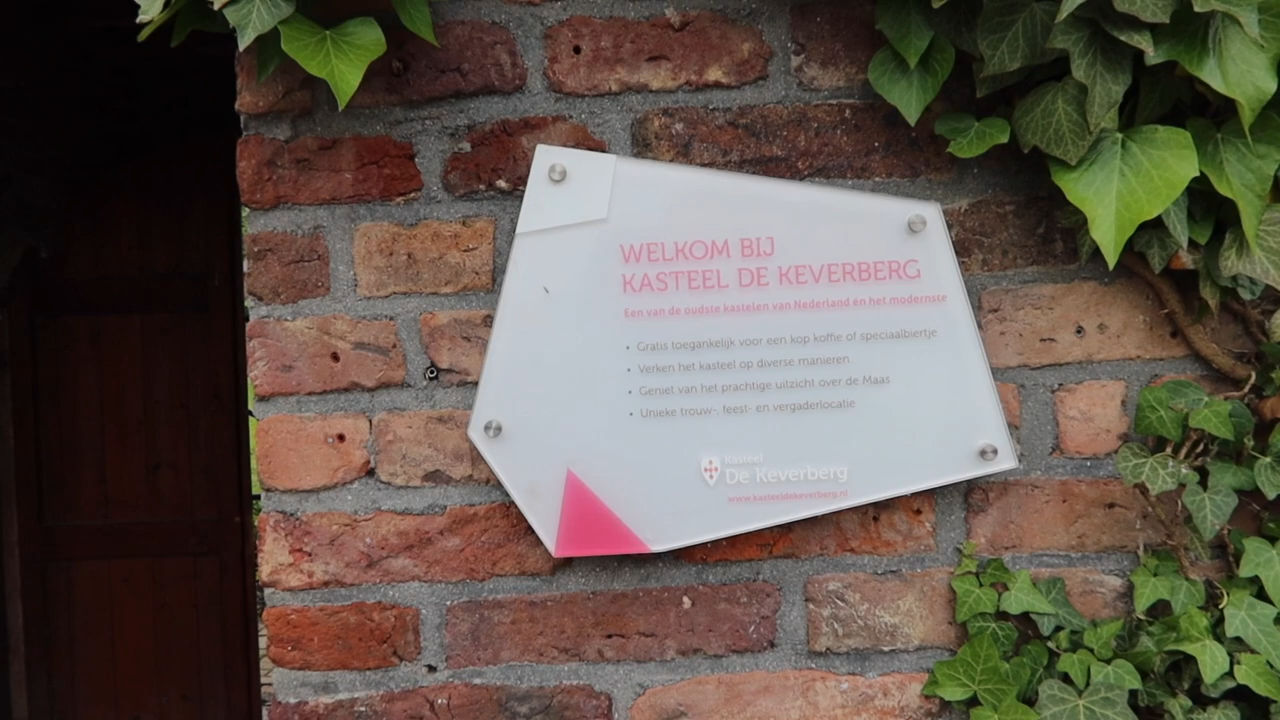 WELKOM BIJ
KASTEEL DE KEVERBERG
Een van de oudste kastelen van Nederland én het modernste
• Gratis toegankelijk voor een kop koffie of speciaalbiertje
• Verken het kasteel op diverse manieren
• Geniet van het prachtige uitzicht over de Maas
• Unieke trouw-, feest- en vergaderlocatie
Kasteel
De Keverberg
www.kasteeldekeverberg.nl